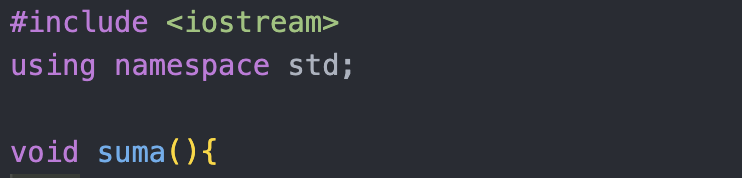 #include <iostream>
using namespace std;
void suma(){